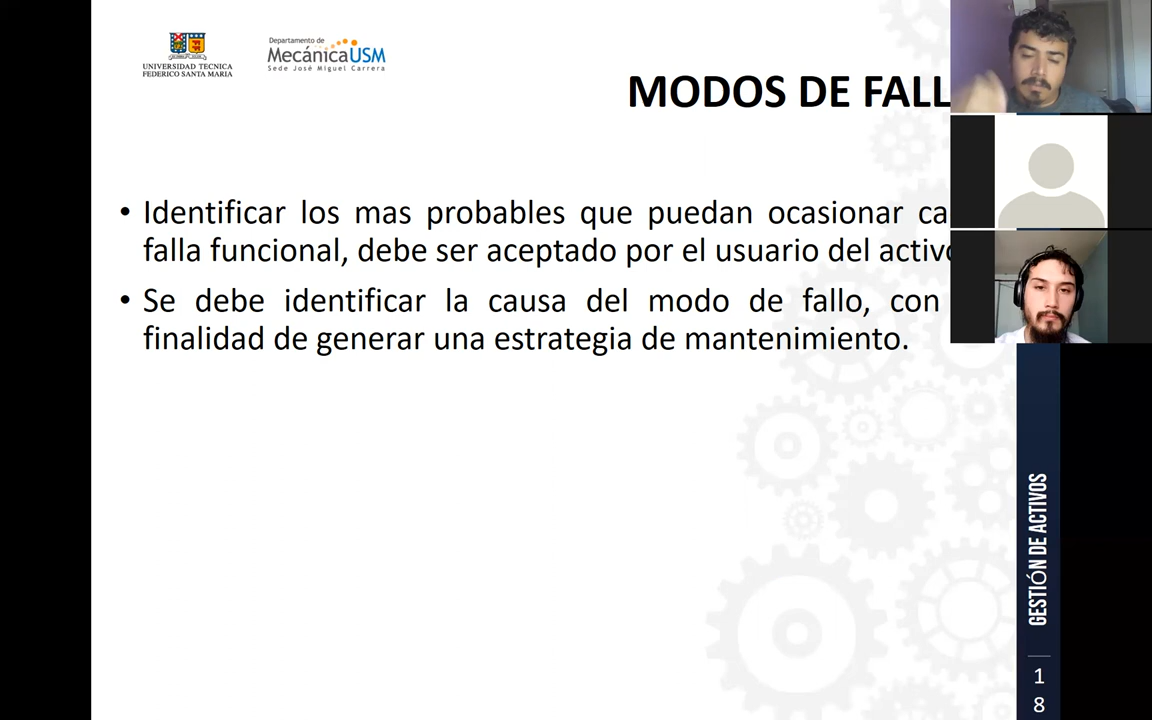 UNIVERSIDAD TECNICA
FEDERICO SANTA MARIA
Departamento de
MecánicaUSM
Sede José Miguel Carrera
MODOS DE FALL
• Identificar los mas probables que puedan ocasionar ca
falla funcional, debe ser aceptado por el usuario del activo
• Se debe identificar la causa del modo de fallo, con
finalidad de generar una estrategia de mantenimiento.
GESTIÓN DE ACTIVOS
1
8